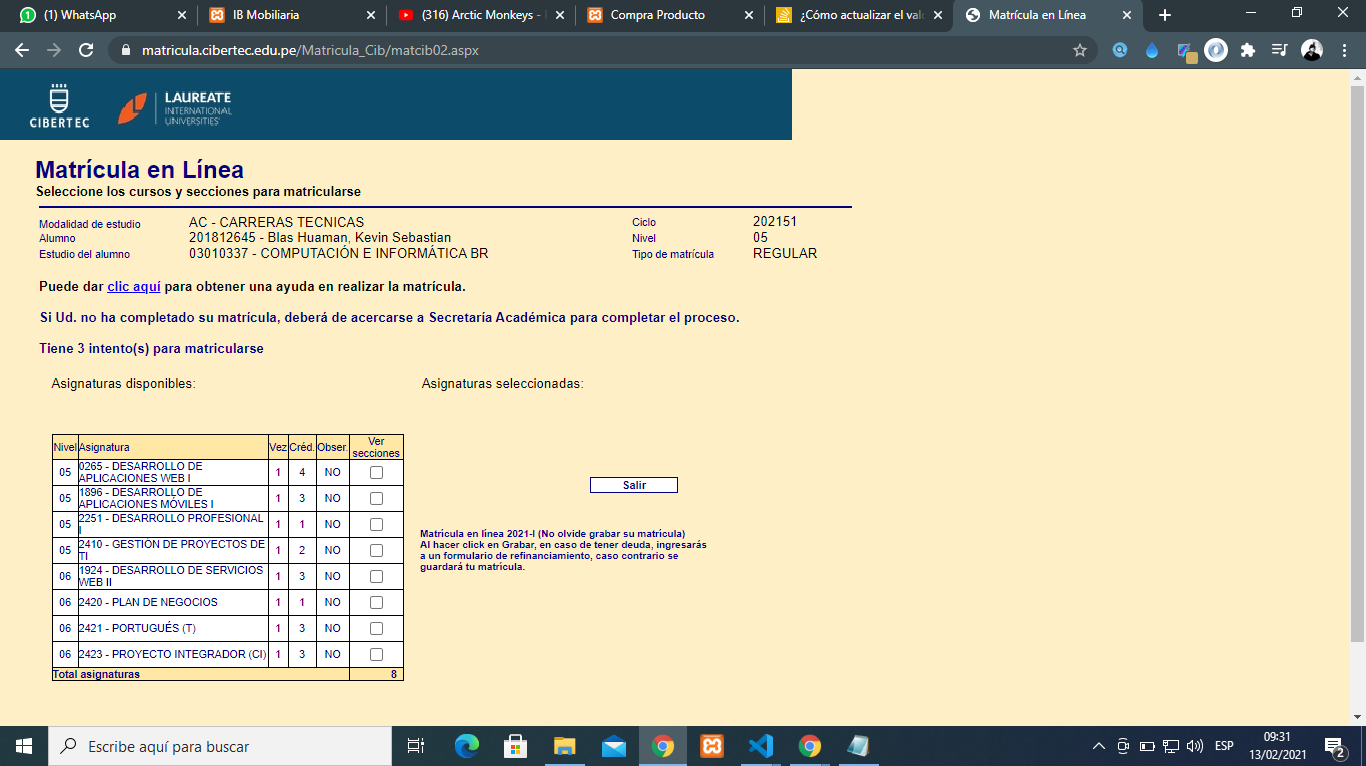 (1) WhatsApp
IB Mobiliaria
(316) Arctic Monkeys -
Compra Producto
¿Cómo actualizar el val
Matrícula en Línea
matricula.cibertec.edu.pe/Matricula_Cib/matcib02.aspx
CIBERTEC
LAUREATE
INTERNATIONAL
UNIVERSITIES
Matrícula en Línea
Seleccione los cursos y secciones para matricularse
Modalidad de estudio AC - CARRERAS TECNICAS Ciclo 202151
Alumno 201812645 - Blas Huaman, Kevin Sebastian Nivel 05
Estudio del alumno 03010337 - COMPUTACIÓN E INFORMÁTICA BR Tipo de matrícula REGULAR
Puede dar clic aquí para obtener una ayuda en realizar la matrícula.
Si Ud. no ha completado su matrícula, deberá de acercarse a Secretaría Académica para completar el proceso.
Tiene 3 intento(s) para matricularse
Asignaturas disponibles:
Asignaturas seleccionadas:
Nivel Asignatura Vez Créd. Obser. Ver secciones
05 0265 - DESARROLLO DE APLICACIONES WEB I 1 4 NO
05 1896 - DESARROLLO DE APLICACIONES MÓVILES I 1 3 NO
05 2251 - DESARROLLO PROFESIONAL I 1 1 NO
05 2410 - GESTIÓN DE PROYECTOS DE TI 1 2 NO
06 1924 - DESARROLLO DE SERVICIOS WEB II 1 3 NO
06 2420 - PLAN DE NEGOCIOS 1 1 NO
06 2421 - PORTUGUÉS (T) 1 3 NO
06 2423 - PROYECTO INTEGRADOR (CI) 1 3 NO
Total asignaturas 8
Salir
Matrícula en línea 2021-I (No olvide grabar su matrícula)
Al hacer click en Grabar, en caso de tener deuda, ingresarás
a un formulario de refinanciamiento, caso contrario se
guardará tu matrícula.
Escribe aquí para buscar
ESP
09:31
13/02/2021
2